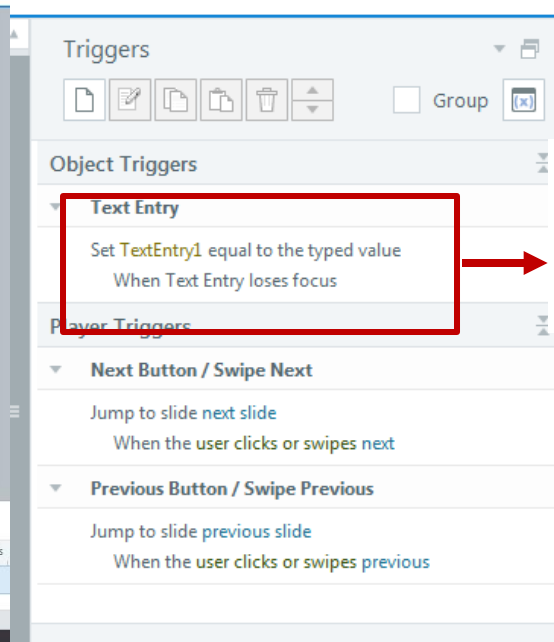 Triggers
Group (x)
Object Triggers
Text Entry
Set TextEntry1 equal to the typed value
When Text Entry loses focus
Player Triggers
Next Button / Swipe Next
Jump to slide next slide
When the user clicks or swipes next
Previous Button / Swipe Previous
Jump to slide previous slide
When the user clicks or swipes previous
s